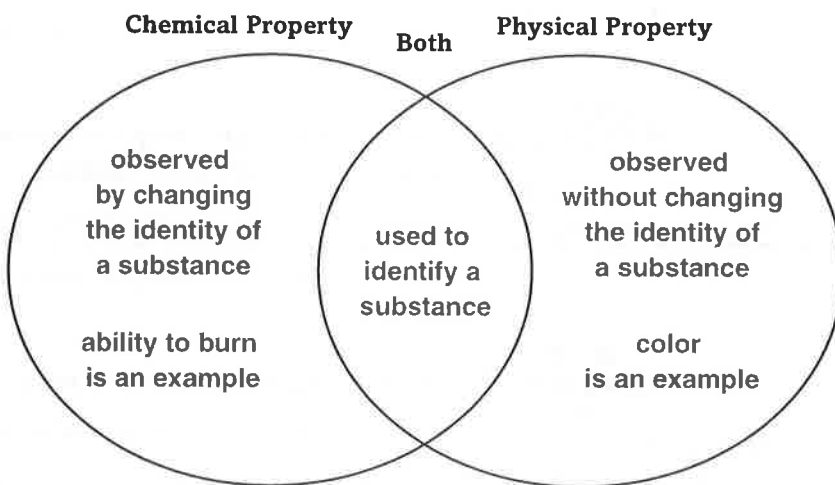 Chemical Property
Both
Physical Property
observed
by changing
the identity of
a substance
ability to burn
is an example
used to
identify a
substance
observed
without changing
the identity of
a substance
color
is an example